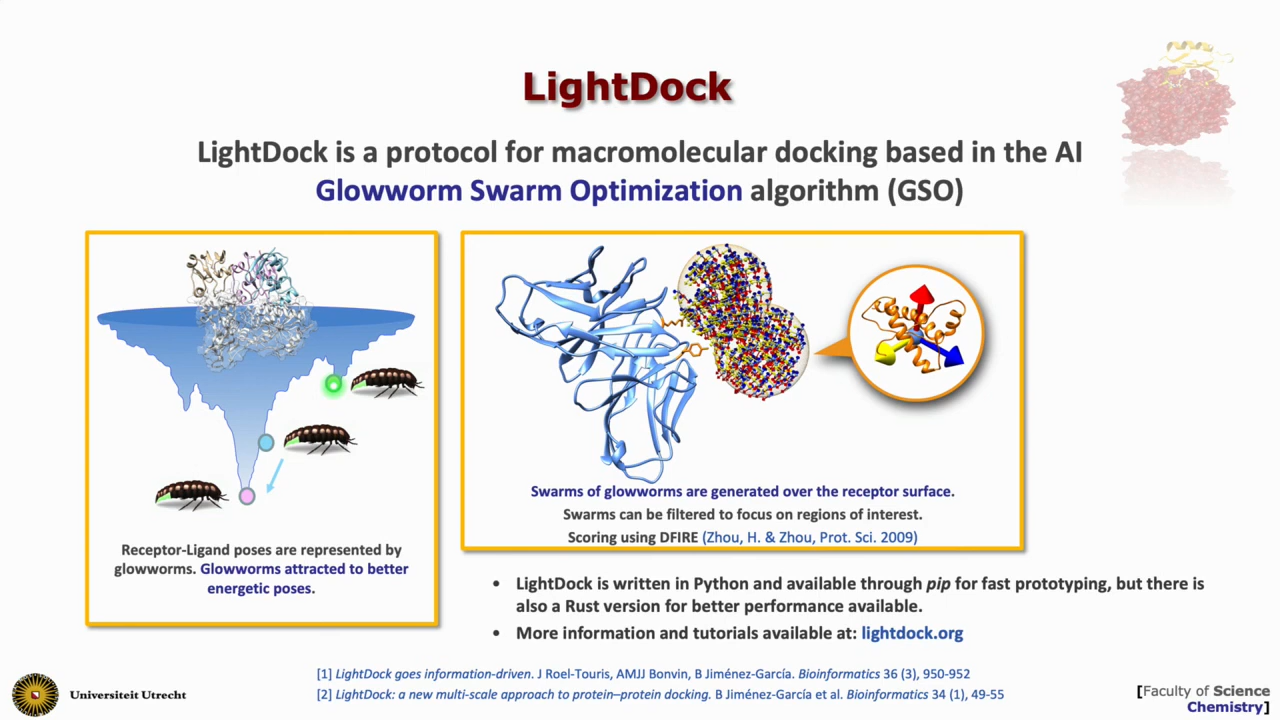 LightDock
LightDock is a protocol for macromolecular docking based in the AI
Glowworm Swarm Optimization algorithm (GSO)
Receptor-Ligand poses are represented by
glowworms. Glowworms attracted to better
energetic poses.
Swarms of glowworms are generated over the receptor surface.
Swarms can be filtered to focus on regions of interest.
Scoring using DFIRE (Zhou, H. & Zhou, Prot. Sci. 2009)
• LightDock is written in Python and available through pip for fast prototyping, but there is
also a Rust version for better performance available.
• More information and tutorials available at: lightdock.org
[1] LightDock goes information-driven. J Roel-Touris, AMJJ Bonvin, B Jiménez-García. Bioinformatics 36 (3), 950-952
[2] LightDock: a new multi-scale approach to protein–protein docking. B Jiménez-García et al. Bioinformatics 34 (1), 49-55
Universiteit Utrecht
[Faculty of Science
Chemistry]